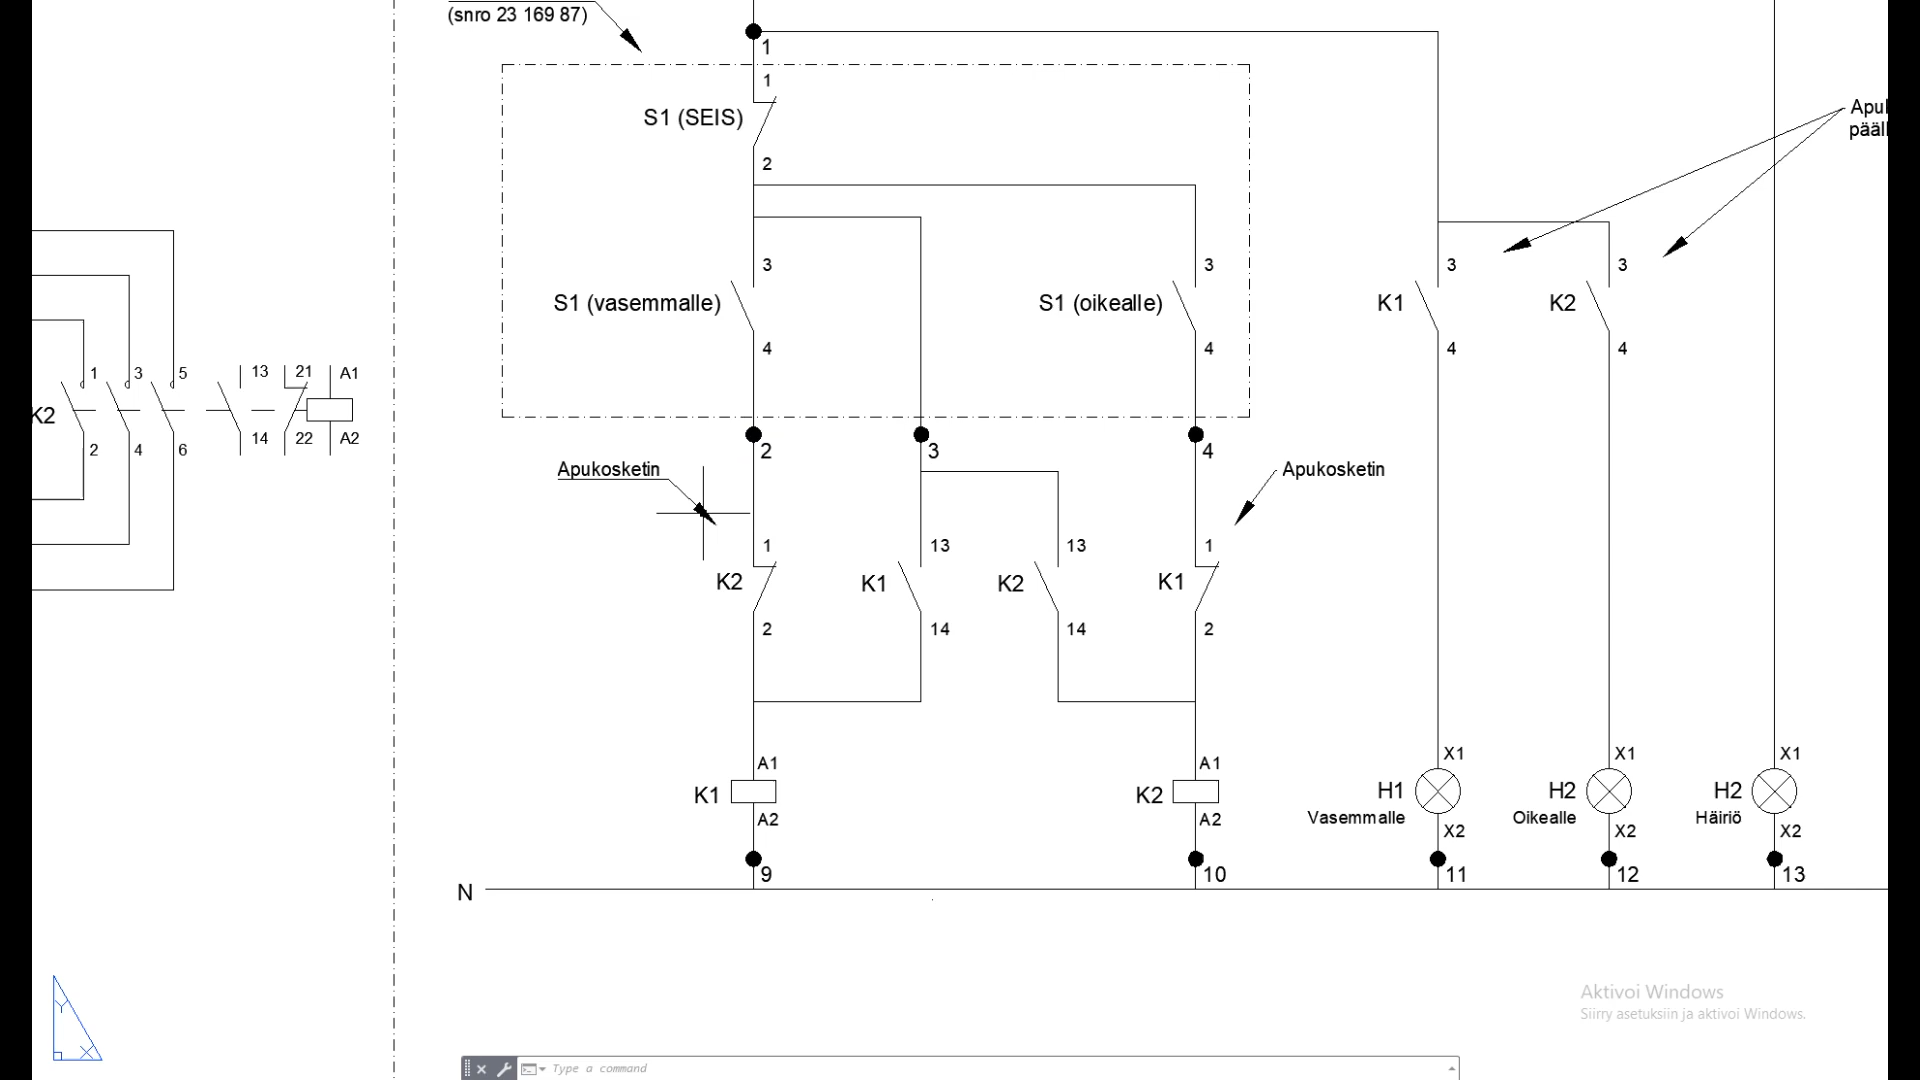 (snro 23 169 87)
1
1
S1 (SEIS)
2
Apul
pääll
3
S1 (vasemmalle)
4
3
S1 (oikealle)
4
3
K1
4
3
K2
4
K2
1
3
5
13
21
A1
2
4
6
14
22
A2
2
3
4
Apukosketin
Apukosketin
1
K2
2
13
K1
14
13
K2
14
1
K1
2
A1
K1
A2
A1
K2
A2
X1
H1
Vasemmalle
X2
X1
H2
Oikealle
X2
X1
H2
Häiriö
X2
9
10
11
12
13
N
Y
X
Aktivoi Windows
Siirry asetuksiin ja aktivoi Windows.
Type a command